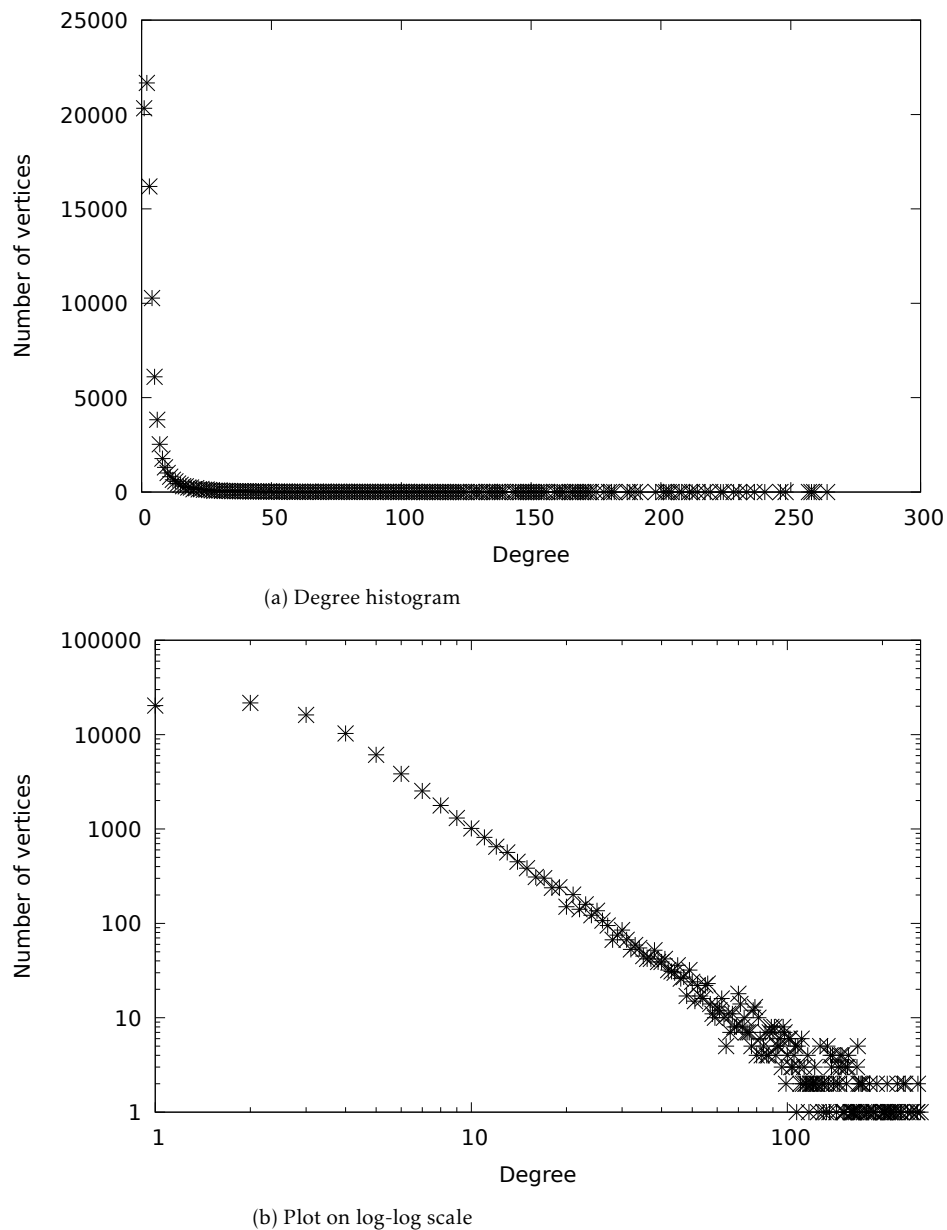 25000
20000
15000
10000
5000
0
Number of vertices
0 50 100 150 200 250 300
Degree
(a) Degree histogram
100000
10000
1000
100
10
1
Number of vertices
1 10 100
Degree
(b) Plot on log-log scale